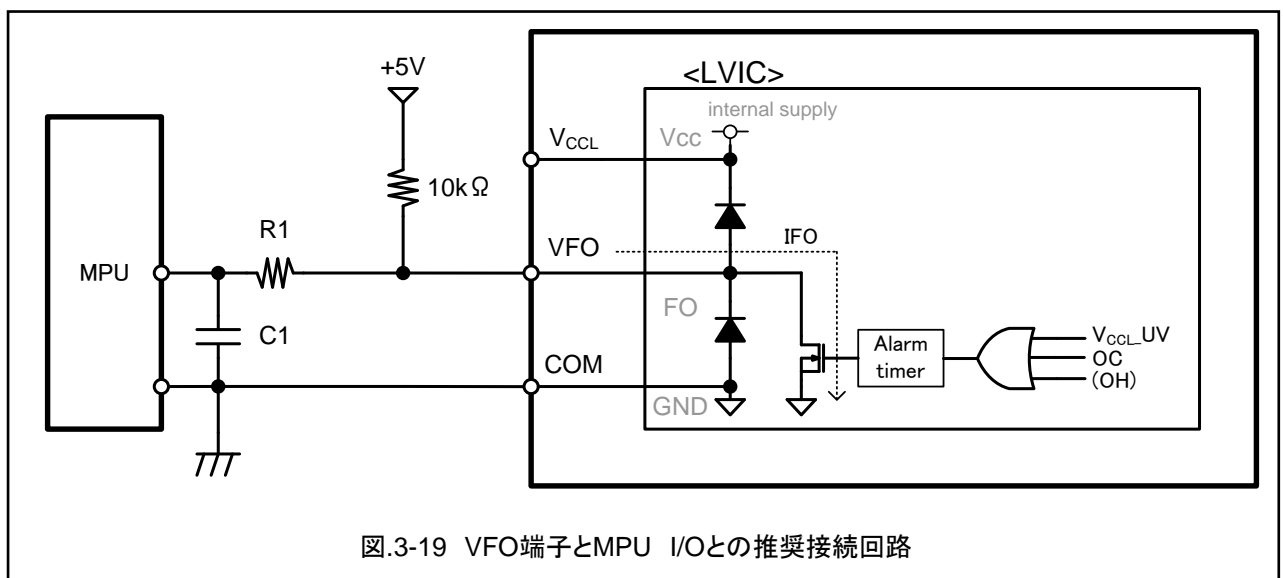 +5V
<LVIC>
internal supply
VCCL
Vcc
10kΩ
R1
VFO
IFO
MPU
FO
C1
Alarm
timer
VCCL_UV
OC
(OH)
COM
GND
図.3-19 VFO端子とMPU I/Oとの推奨接続回路